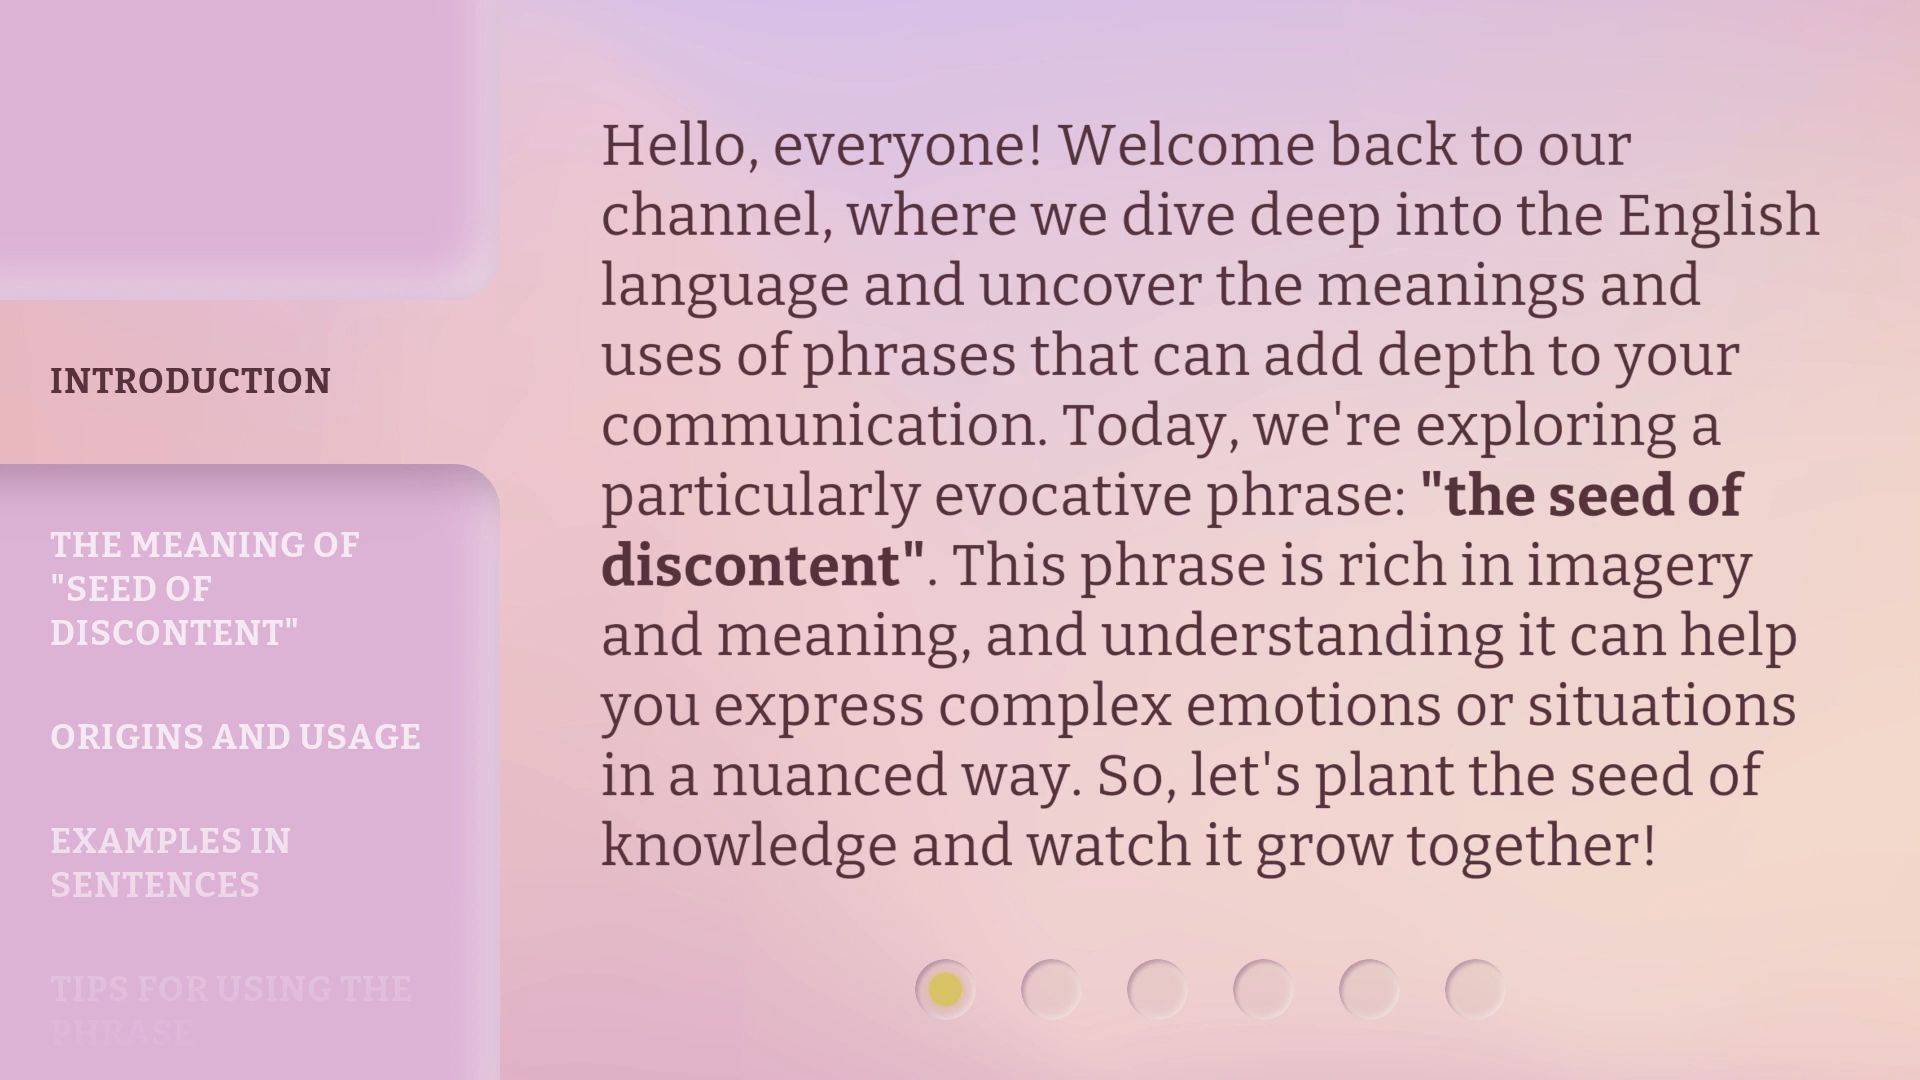 INTRODUCTION
THE MEANING OF
"SEED OF
DISCONTENT"
ORIGINS AND USAGE
EXAMPLES IN
SENTENCES
TIPS FOR USING THE
PHRASE
Hello, everyone! Welcome back to our
channel, where we dive deep into the English
language and uncover the meanings and
uses of phrases that can add depth to your
communication. Today, we're exploring a
particularly evocative phrase: "the seed of
discontent". This phrase is rich in imagery
and meaning, and understanding it can help
you express complex emotions or situations
in a nuanced way. So, let's plant the seed of
knowledge and watch it grow together!